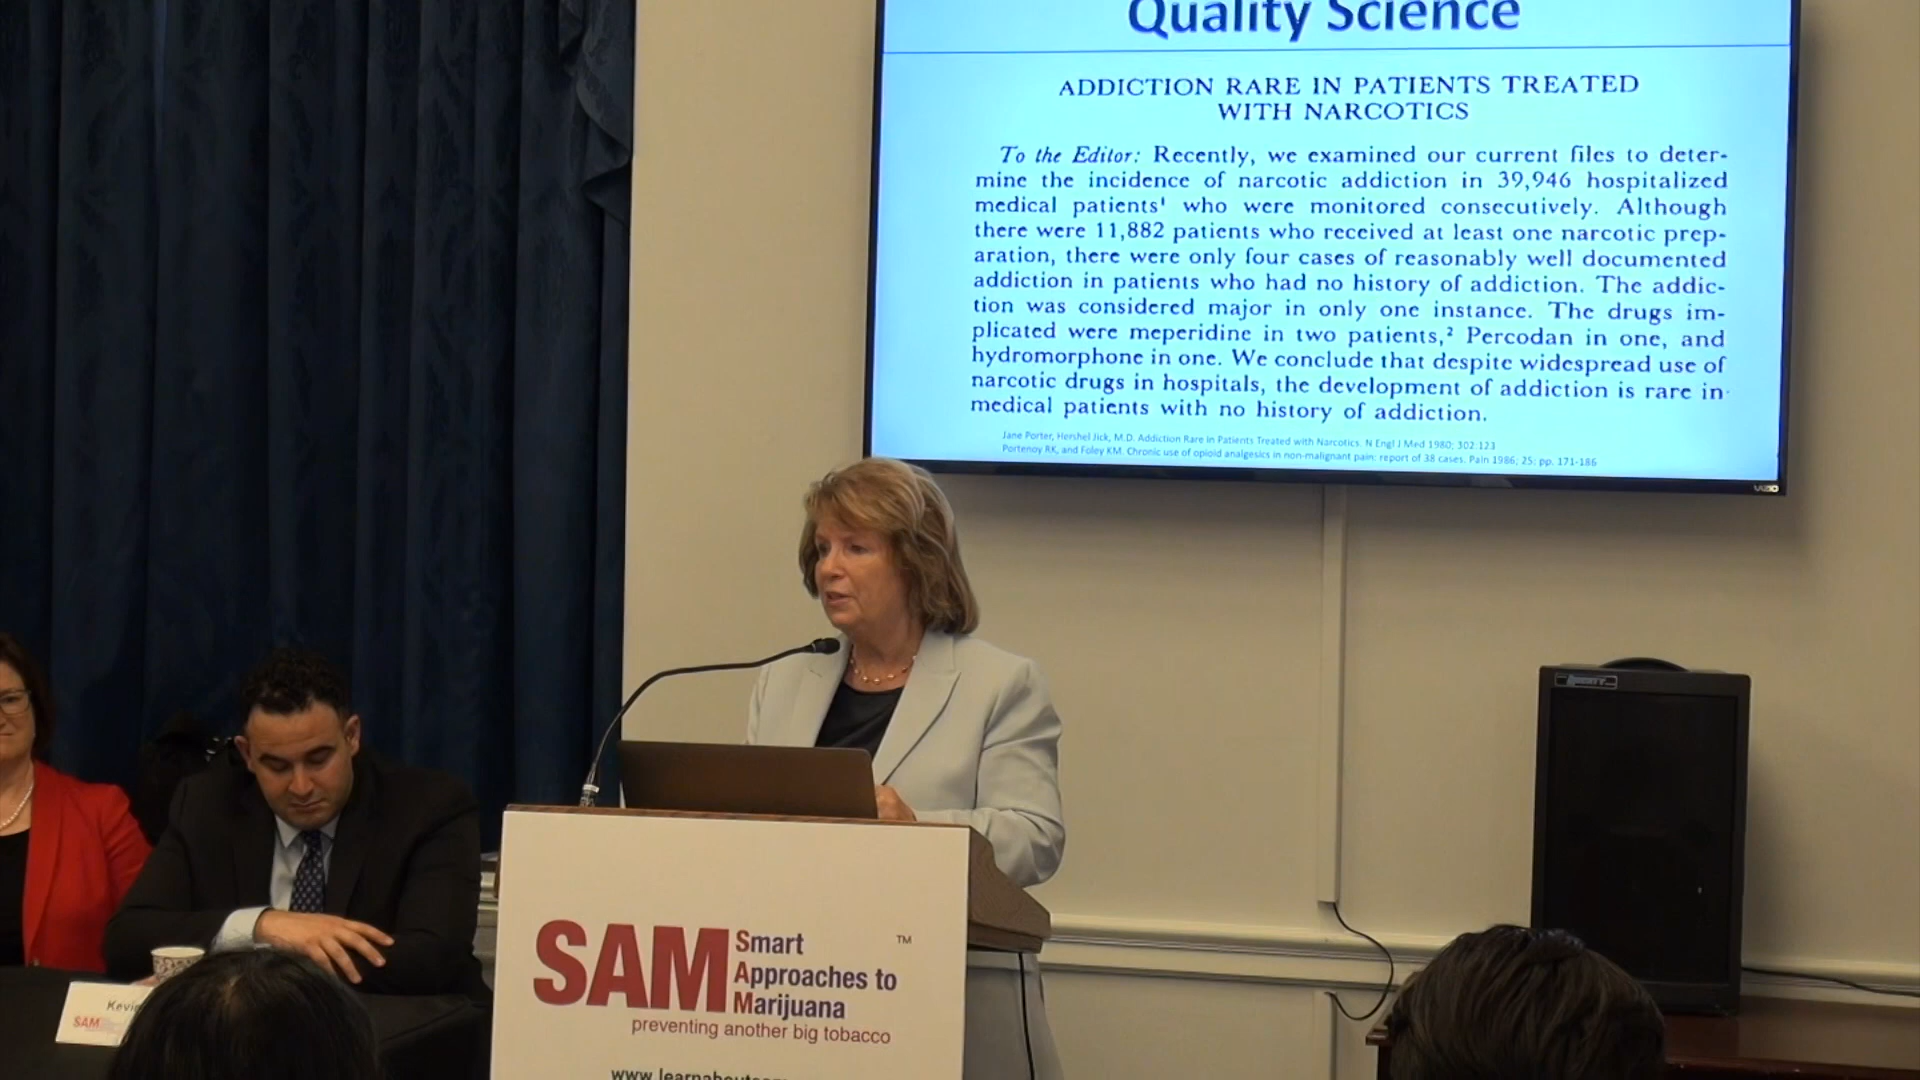 Quality Science
ADDICTION RARE IN PATIENTS TREATED
WITH NARCOTICS
To the Editor: Recently, we examined our current files to deter-
mine the incidence of narcotic addiction in 39,946 hospitalized
medical patients¹ who were monitored consecutively. Although
there were 11,882 patients who received at least one narcotic prep-
aration, there were only four cases of reasonably well documented
addiction in patients who had no history of addiction. The addic-
tion was considered major in only one instance. The drugs im-
plicated were meperidine in two patients,² Percodan in one, and
hydromorphone in one. We conclude that despite widespread use of
narcotic drugs in hospitals, the development of addiction is rare in
medical patients with no history of addiction.
Jane Porter, Hershel Jick, M.D. Addiction Rare In Patients Treated with Narcotics. N Engl J Med 1980; 302:123
Portenoy RK, and Foley KM. Chronic use of opioid analgesics in non-malignant pain: report of 38 cases. Pain 1986; 25: pp. 171-186
VIZIO
SAM
Smart
Approaches to
Marijuana
TM
preventing another big tobacco
Kevin
SAM